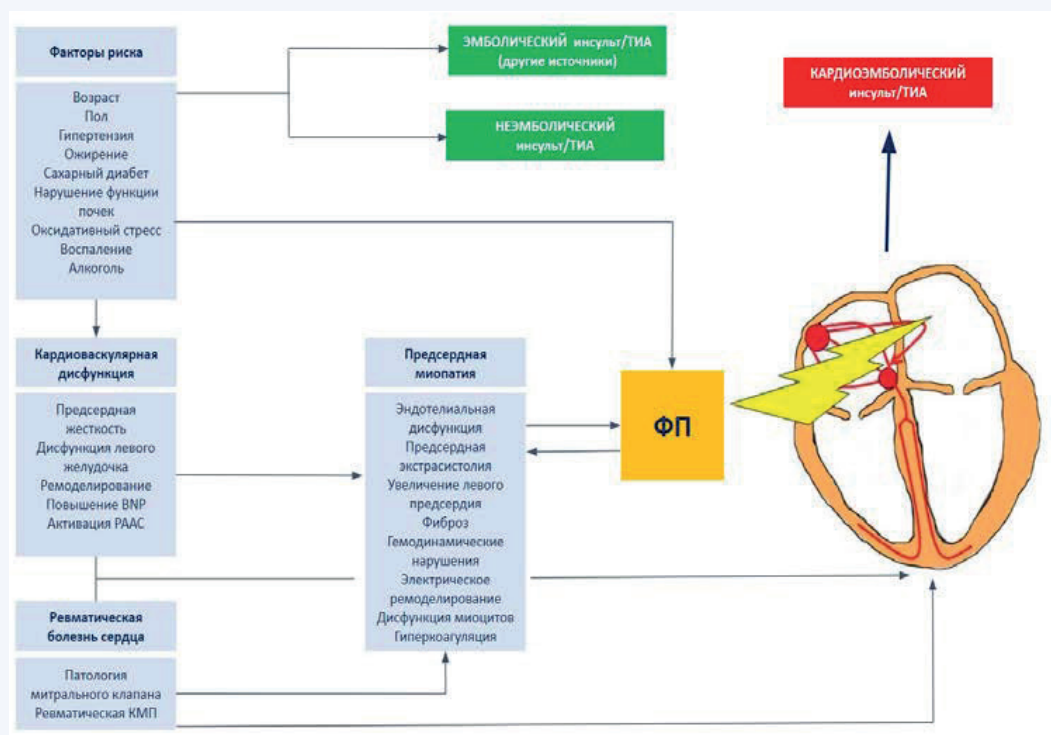 Факторы риска
Возраст
Пол
Гипертензия
Ожирение
Сахарный диабет
Нарушение функции
почек
Оксидативный стресс
Воспаление
Алкоголь
ЭМБОЛИЧЕСКИЙ инсульт/ТИА
(другие источники)
НЕЭМБОЛИЧЕСКИЙ
инсульт/ТИА
КАРДИОЭМБОЛИЧЕСКИЙ
инсульт/ТИА
Кардиоваскулярная
дисфункция
Предсердная
жесткость
Дисфункция левого
желудочка
Ремоделирование
Повышение BNP
Активация РААС
Предсердная
миопатия
Эндотелиальная
дисфункция
Предсердная
экстрасистолия
Увеличение левого
предсердия
Фиброз
Гемодинамические
нарушения
Электрическое
ремоделирование
Дисфункция миоцитов
Гиперкоагуляция
ФП
Ревматическая
болезнь сердца
Патология
митрального клапана
Ревматическая КМП